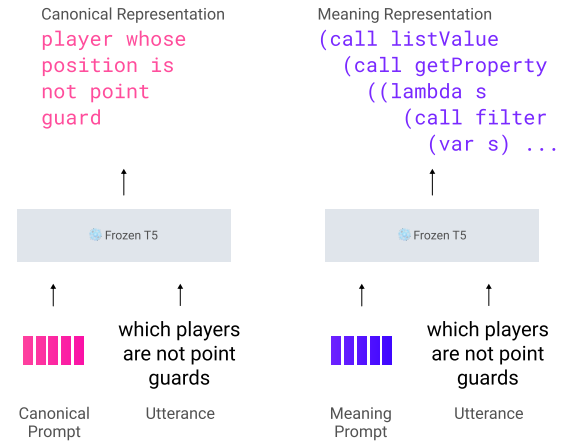 Canonical Representation
player whose
position is
not point
guard
Frozen T5
which players
are not point
guards
Canonical
Prompt
Utterance
Meaning Representation
(call listValue
(call getProperty
((lambda s
(call filter
(var s) ...
Frozen T5
which players
are not point
guards
Meaning
Prompt
Utterance